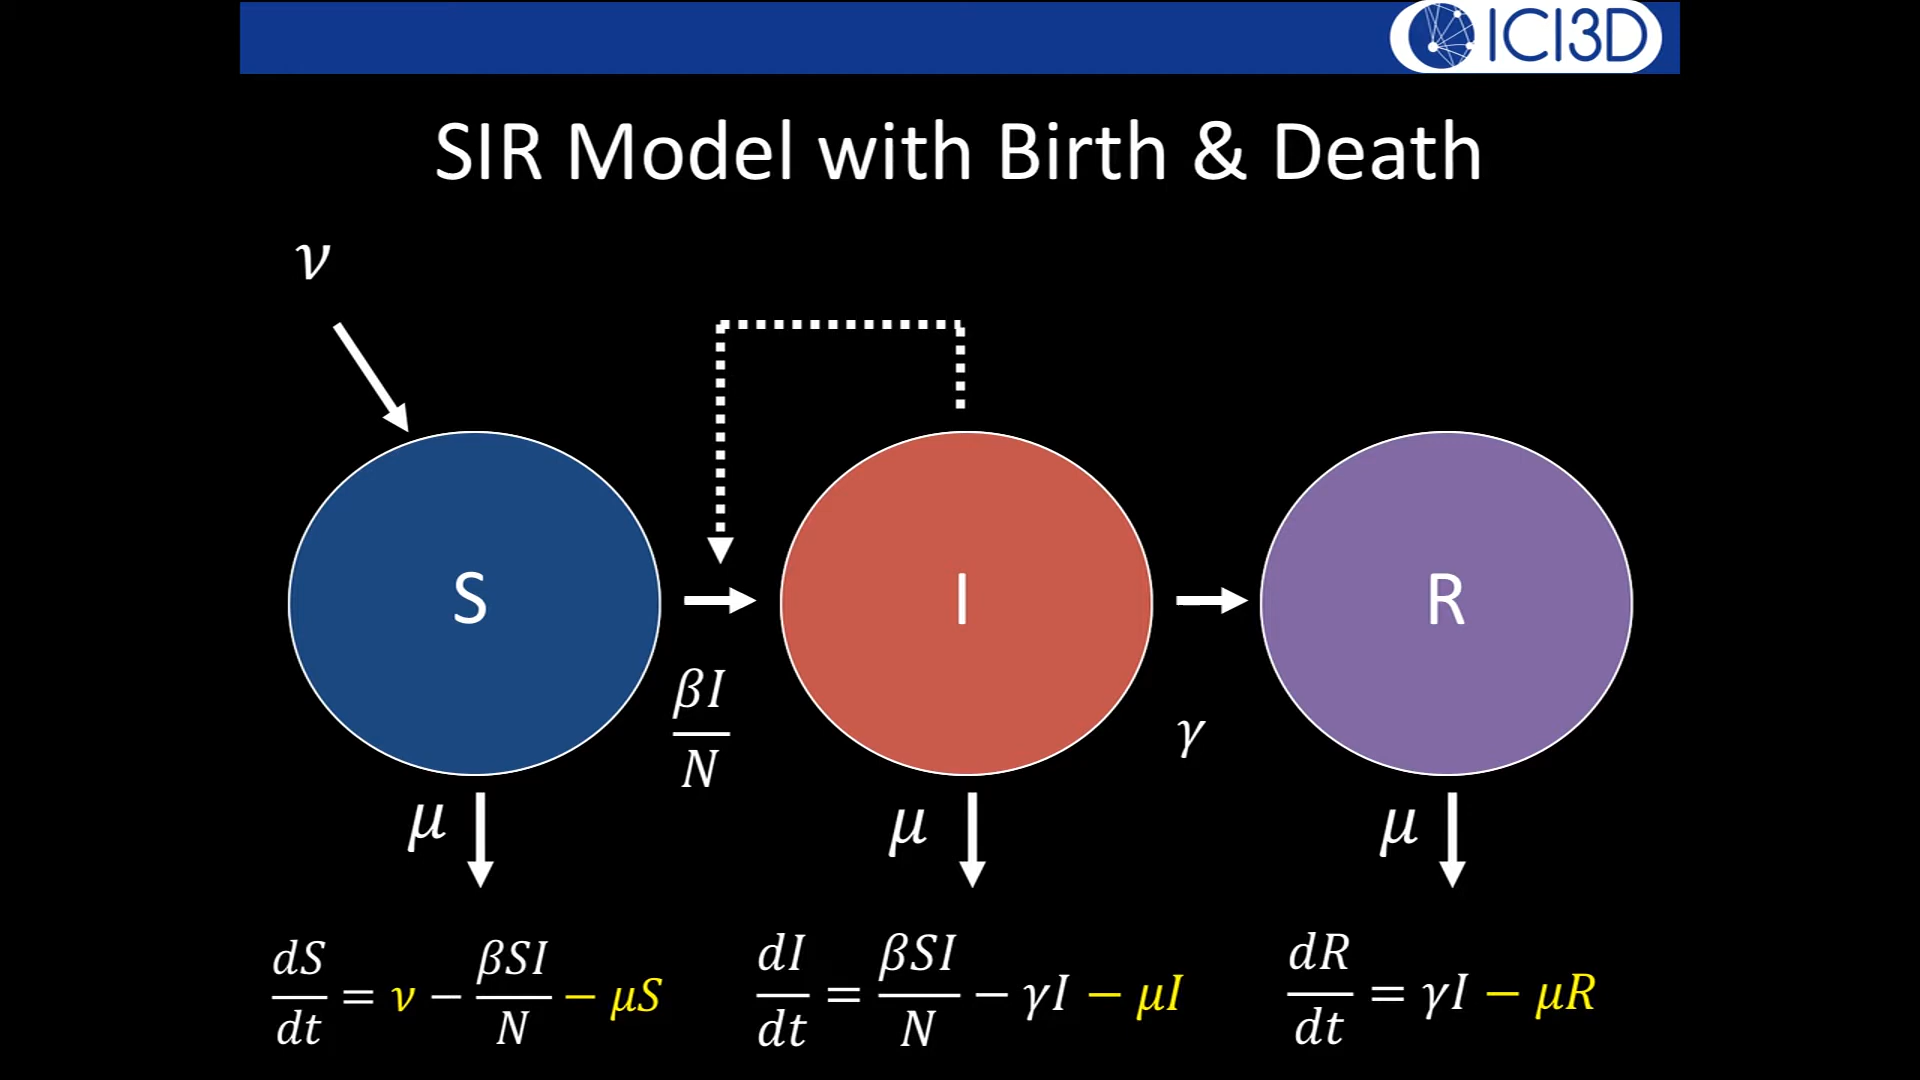 ICI3D
SIR Model with Birth & Death
ν
S
I
R
βI/N
γ
μ
μ
μ
dS/dt = ν − βSI/N − μS
dI/dt = βSI/N − γI − μI
dR/dt = γI − μR